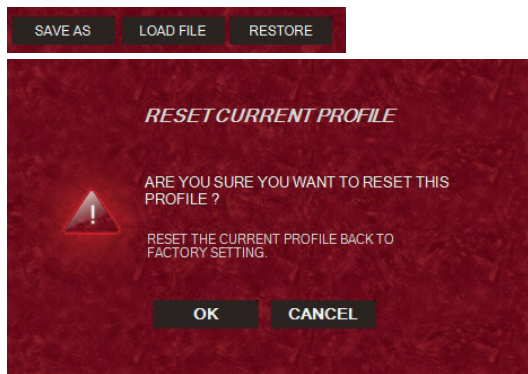 SAVE AS LOAD FILE RESTORE
RESET CURRENT PROFILE
!
ARE YOU SURE YOU WANT TO RESET THIS
PROFILE ?
RESET THE CURRENT PROFILE BACK TO
FACTORY SETTING.
OK CANCEL